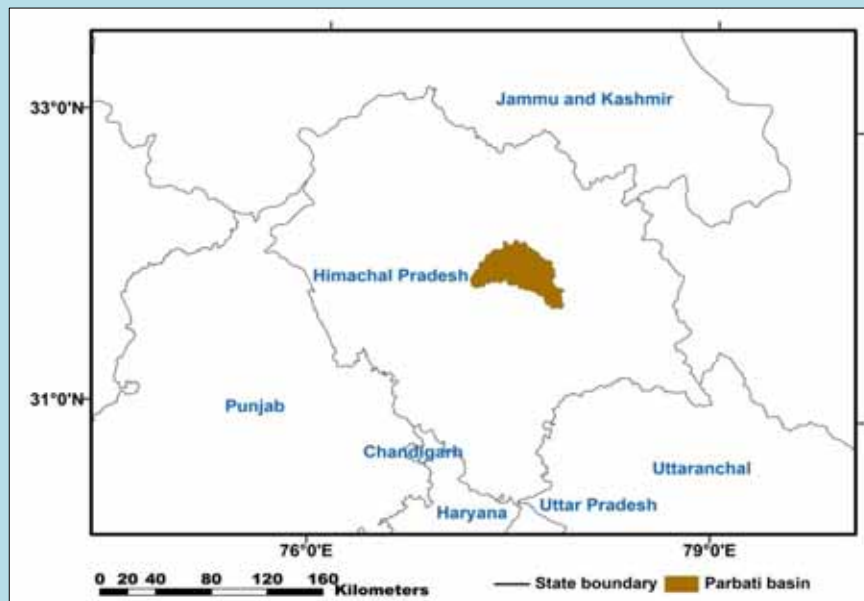 Jammu and Kashmir
33°0'N
Himachal Pradesh
31°0'N
Punjab
Chandigarh
Uttaranchal
Uttar Pradesh
Haryana
76°0'E
79°0'E
0 20 40 80 120 160
Kilometers
State boundary
Parbati basin